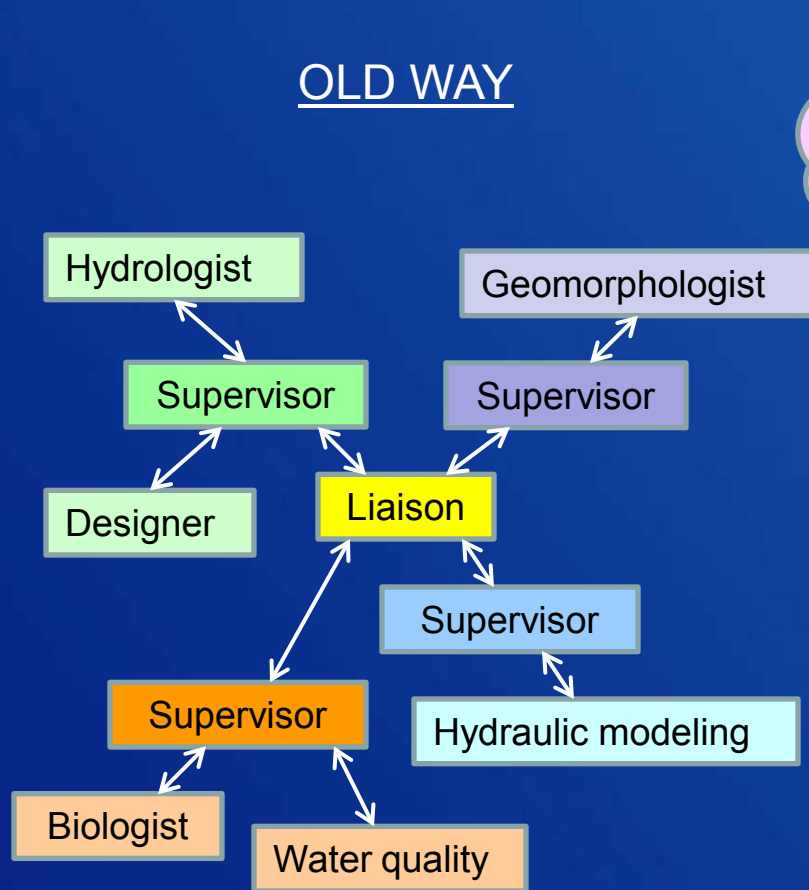 OLD WAY
Hydrologist
Geomorphologist
Supervisor
Supervisor
Designer
Liaison
Supervisor
Supervisor
Hydraulic modeling
Biologist
Water quality